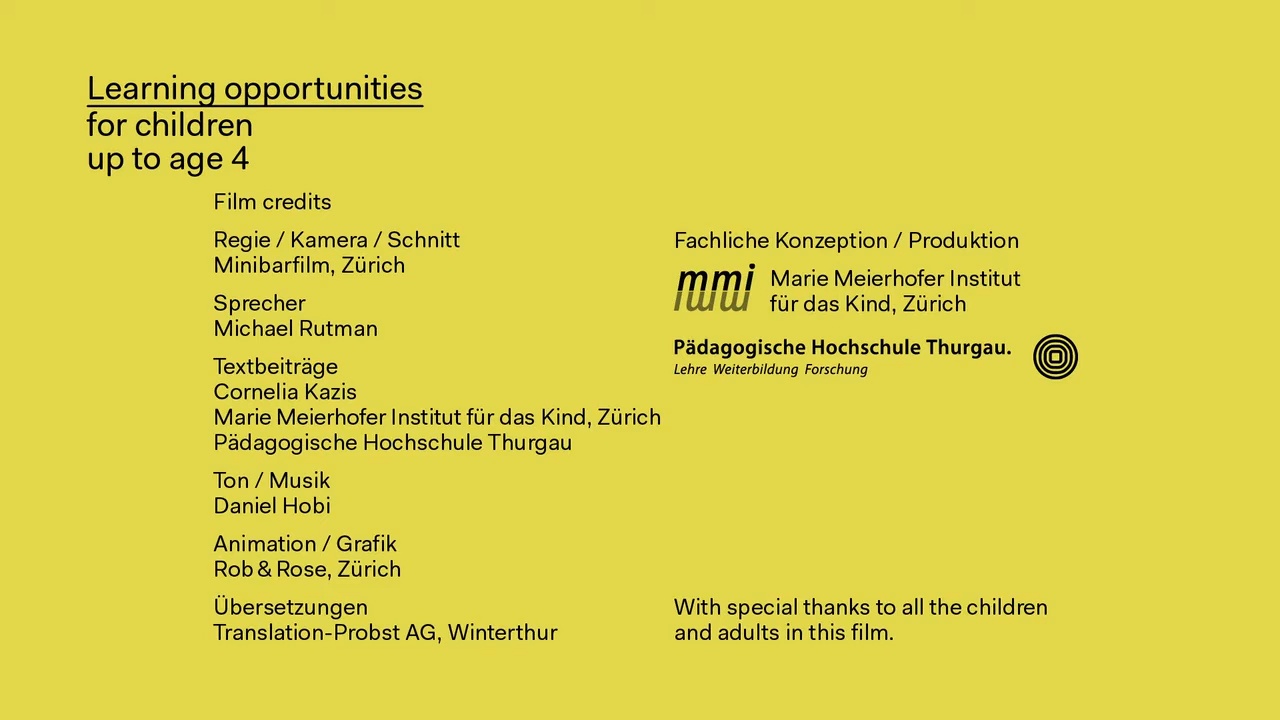 Learning opportunities
for children
up to age 4
Film credits
Regie / Kamera / Schnitt
Minibarfilm, Zürich
Sprecher
Michael Rutman
Textbeiträge
Cornelia Kazis
Marie Meierhofer Institut für das Kind, Zürich
Pädagogische Hochschule Thurgau
Ton / Musik
Daniel Hobi
Animation / Grafik
Rob & Rose, Zürich
Übersetzungen
Translation-Probst AG, Winterthur
Fachliche Konzeption / Produktion
mmi
Marie Meierhofer Institut
für das Kind, Zürich
Pädagogische Hochschule Thurgau.
Lehre Weiterbildung Forschung
With special thanks to all the children
and adults in this film.